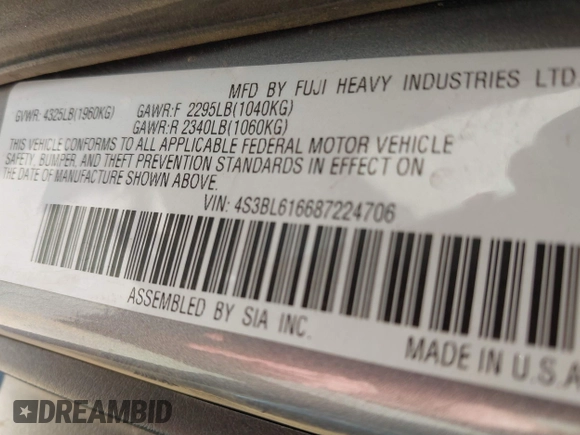 MFD BY FUJI HEAVY INDUSTRIES LTD
GVWR: 4325LB(1960KG) GAWR:F 2295LB(1040KG)
GAWR:R 2340LB(1060KG)
THIS VEHICLE CONFORMS TO ALL APPLICABLE FEDERAL MOTOR VEHICLE
SAFETY, BUMPER, AND THEFT PREVENTION STANDARDS IN EFFECT ON
THE DATE OF MANUFACTURE SHOWN ABOVE.
VIN: 4S3BL616687224706
ASSEMBLED BY SIA INC.
MADE IN U.S.A
DREAMBID